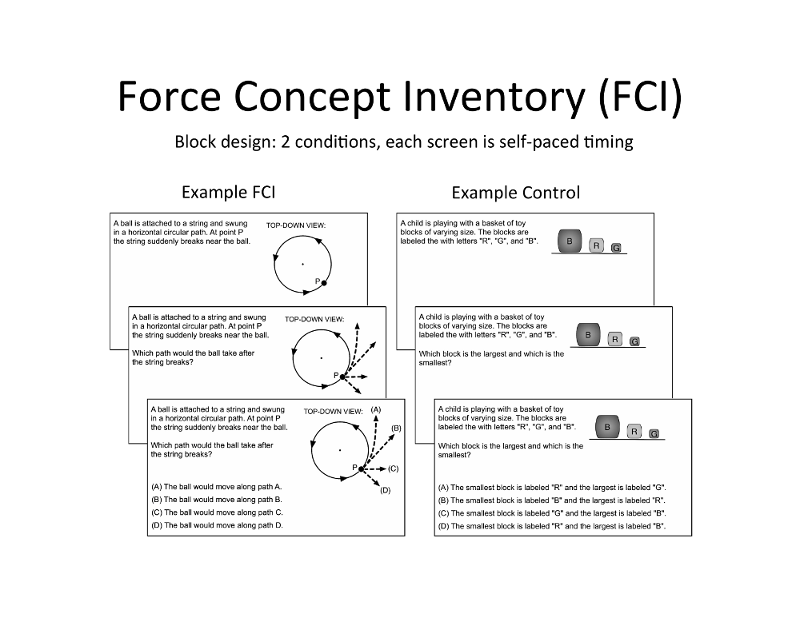 Force Concept Inventory (FCI)
Block design: 2 conditions, each screen is self-paced timing
Example FCI
A ball is attached to a string and swung
in a horizontal circular path. At point P
the string suddenly breaks near the ball.
TOP-DOWN VIEW:
P
A ball is attached to a string and swung
in a horizontal circular path. At point P
the string suddenly breaks near the ball.
Which path would the ball take after
the string breaks?
TOP-DOWN VIEW:
P
A ball is attached to a string and swung
in a horizontal circular path. At point P
the string suddenly breaks near the ball.
Which path would the ball take after
the string breaks?
TOP-DOWN VIEW:
(A)
(B)
P
(C)
(D)
(A) The ball would move along path A.
(B) The ball would move along path B.
(C) The ball would move along path C.
(D) The ball would move along path D.
Example Control
A child is playing with a basket of toy
blocks of varying size. The blocks are
labeled the with letters "R", "G", and "B".
B R G
A child is playing with a basket of toy
blocks of varying size. The blocks are
labeled the with letters "R", "G", and "B".
Which block is the largest and which is the
smallest?
B R G
A child is playing with a basket of toy
blocks of varying size. The blocks are
labeled the with letters "R", "G", and "B".
Which block is the largest and which is the
smallest?
B R G
(A) The smallest block is labeled "R" and the largest is labeled "G".
(B) The smallest block is labeled "B" and the largest is labeled "R".
(C) The smallest block is labeled "G" and the largest is labeled "B".
(D) The smallest block is labeled "R" and the largest is labeled "B".